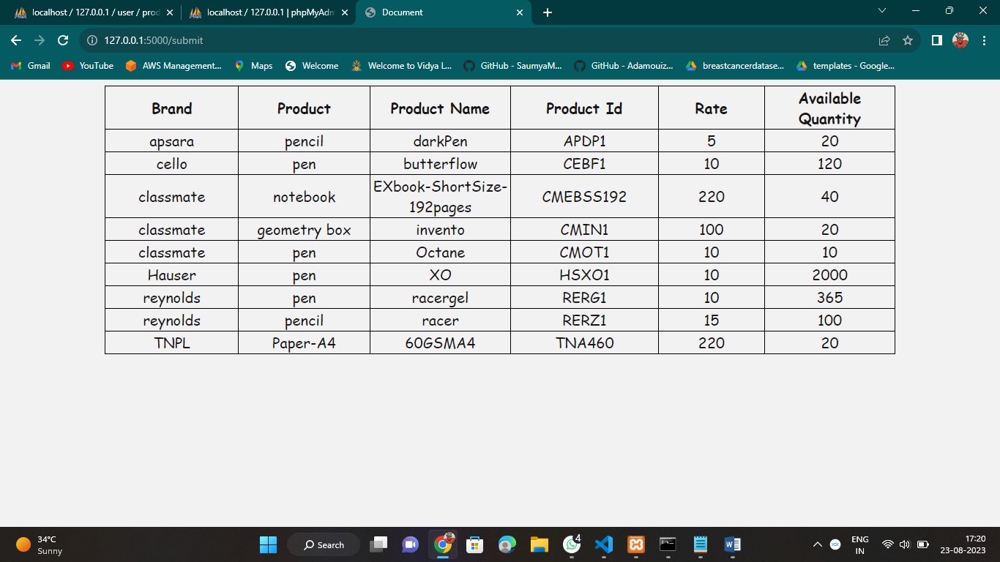 localhost / 127.0.0.1 / user / prod
localhost / 127.0.0.1 | phpMyAdm
Document
127.0.0.1:5000/submit
Gmail YouTube AWS Management... Maps Welcome Welcome to Vidya L... GitHub - SaumyaM... GitHub - Adamouiz... breastcancerdatase... templates - Google...
Brand Product Product Name Product Id Rate Available Quantity
apsara pencil darkPen APDP1 5 20
cello pen butterflow CEBF1 10 120
classmate notebook EXbook-ShortSize-192pages CMEBSS192 220 40
classmate geometry box invento CMIN1 100 20
classmate pen Octane CMOT1 10 10
Hauser pen XO HSXO1 10 2000
reynolds pen racergel RERG1 10 365
reynolds pencil racer RERZ1 15 100
TNPL Paper-A4 60GSMA4 TNA460 220 20
34°C
Sunny
Search
4
ENG
IN
17:20
23-08-2023